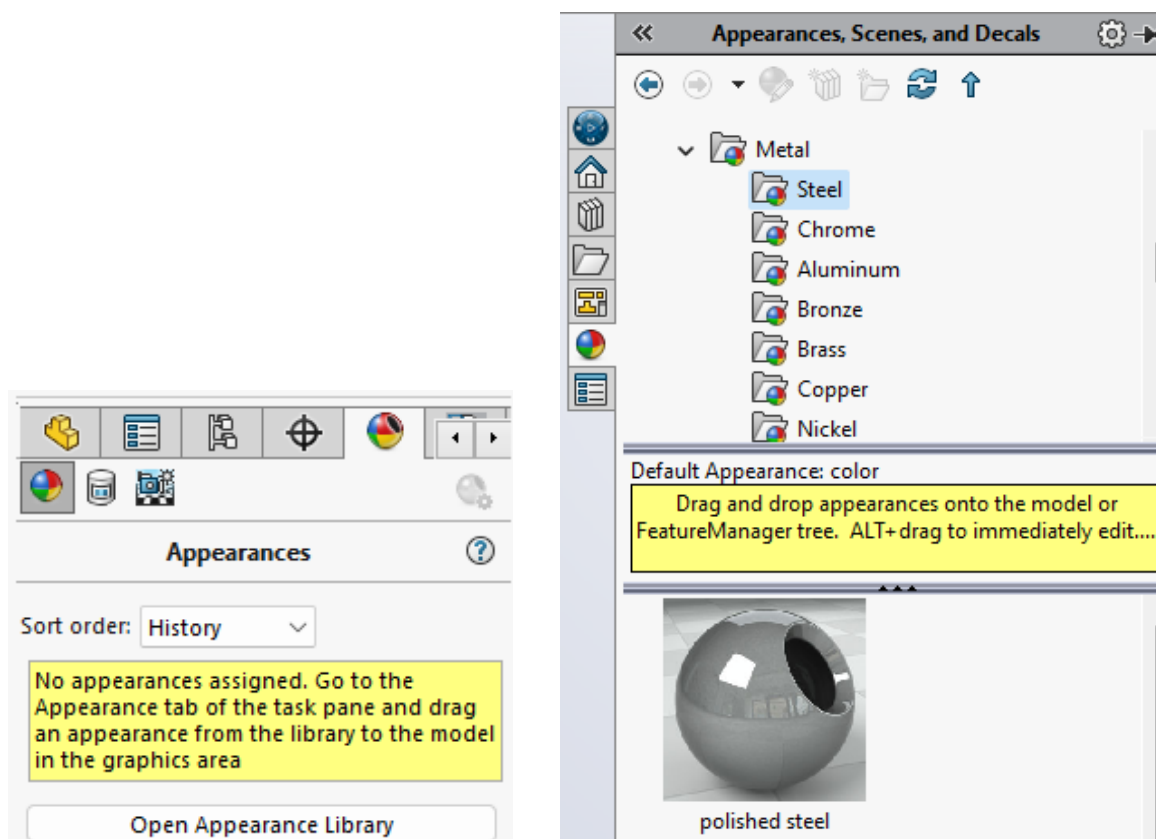 Appearances
Sort order: History
No appearances assigned. Go to the
Appearance tab of the task pane and drag
an appearance from the library to the model
in the graphics area
Open Appearance Library
Appearances, Scenes, and Decals
Metal
Steel
Chrome
Aluminum
Bronze
Brass
Copper
Nickel
Default Appearance: color
Drag and drop appearances onto the model or
FeatureManager tree. ALT+drag to immediately edit....
polished steel